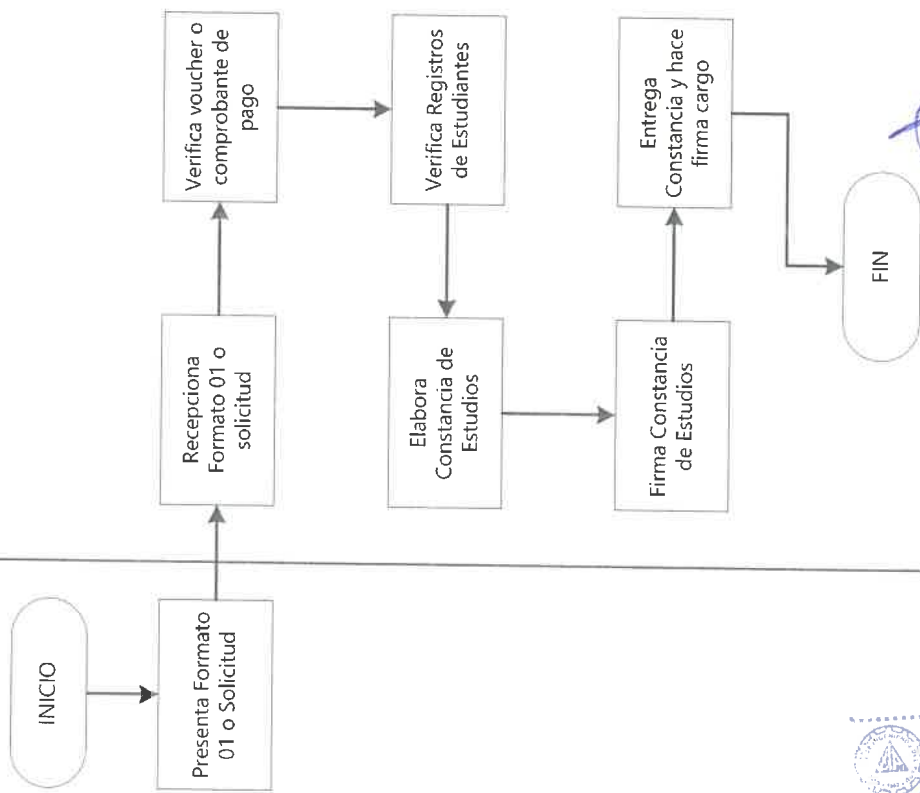 INICIO
Presenta Formato
01 o Solicitud
Recepciona
Formato 01 o
solicitud
Verifica voucher o
comprobante de
pago
Verifica Registros
de Estudiantes
Elabora
Constancia de
Estudios
Firma Constancia
de Estudios
Entrega
Constancia y hace
firma cargo
FIN